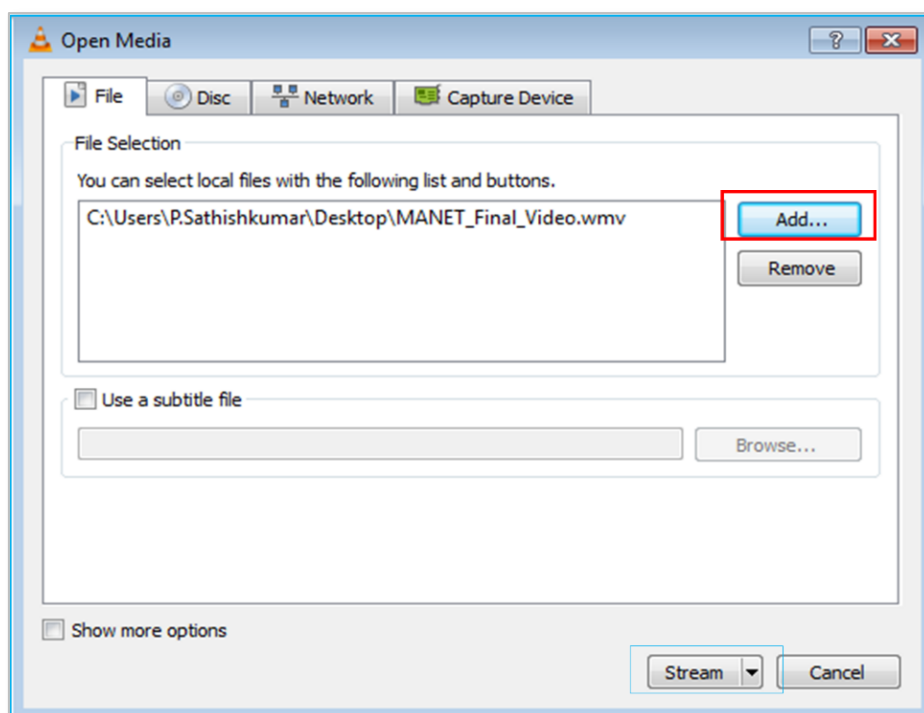 Open Media
File Disc Network Capture Device
File Selection
You can select local files with the following list and buttons.
C:\Users\P.Sathishkumar\Desktop\MANET_Final_Video.wmv
Add...
Remove
Use a subtitle file
Browse...
Show more options
Stream Cancel